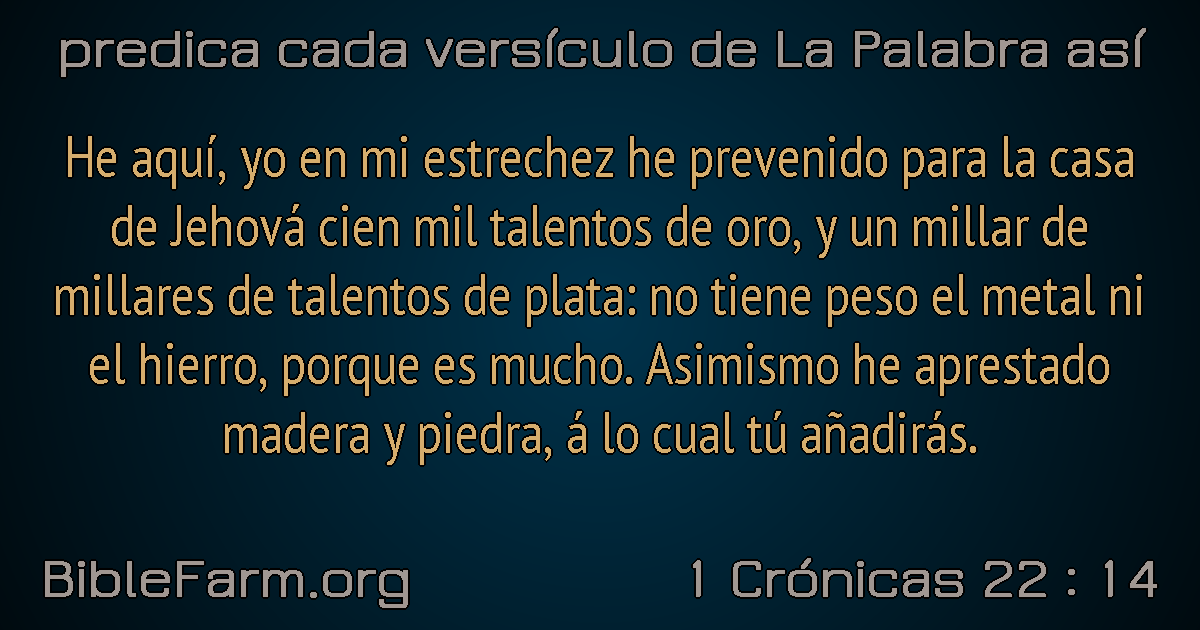 predica cada versículo de La Palabra así
He aquí, yo en mi estrechez he prevenido para la casa
de Jehová cien mil talentos de oro, y un millar de
millares de talentos de plata: no tiene peso el metal ni
el hierro, porque es mucho. Asimismo he aprestado
madera y piedra, á lo cual tú añadirás.
BibleFarm.org
1 Crónicas 22 : 14